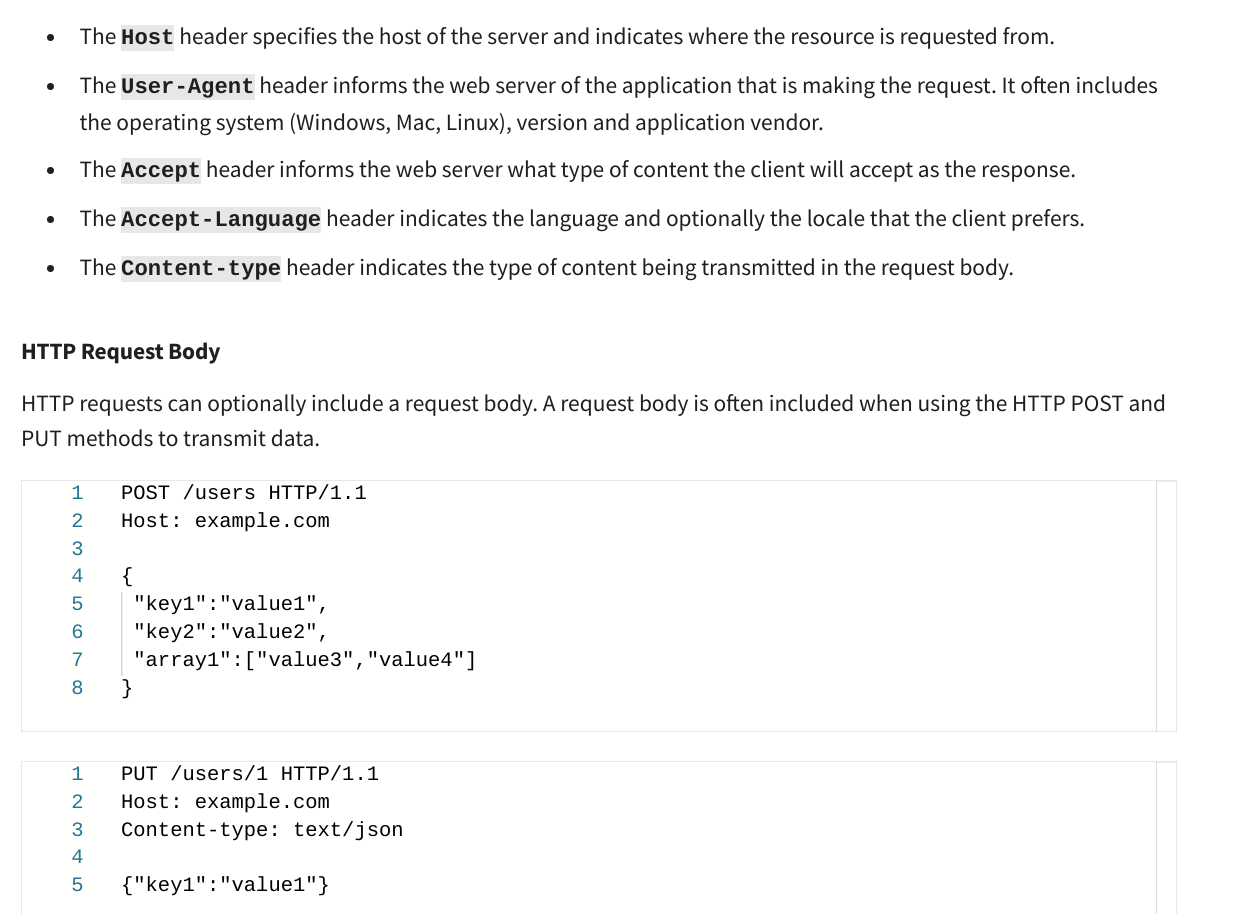 • The Host header specifies the host of the server and indicates where the resource is requested from.
• The User-Agent header informs the web server of the application that is making the request. It often includes
the operating system (Windows, Mac, Linux), version and application vendor.
• The Accept header informs the web server what type of content the client will accept as the response.
• The Accept-Language header indicates the language and optionally the locale that the client prefers.
• The Content-type header indicates the type of content being transmitted in the request body.
HTTP Request Body
HTTP requests can optionally include a request body. A request body is often included when using the HTTP POST and
PUT methods to transmit data.
1 POST /users HTTP/1.1
2 Host: example.com
3
4 {
5  "key1":"value1",
6  "key2":"value2",
7  "array1":["value3","value4"]
8 }
1 PUT /users/1 HTTP/1.1
2 Host: example.com
3 Content-type: text/json
4
5 {"key1":"value1"}